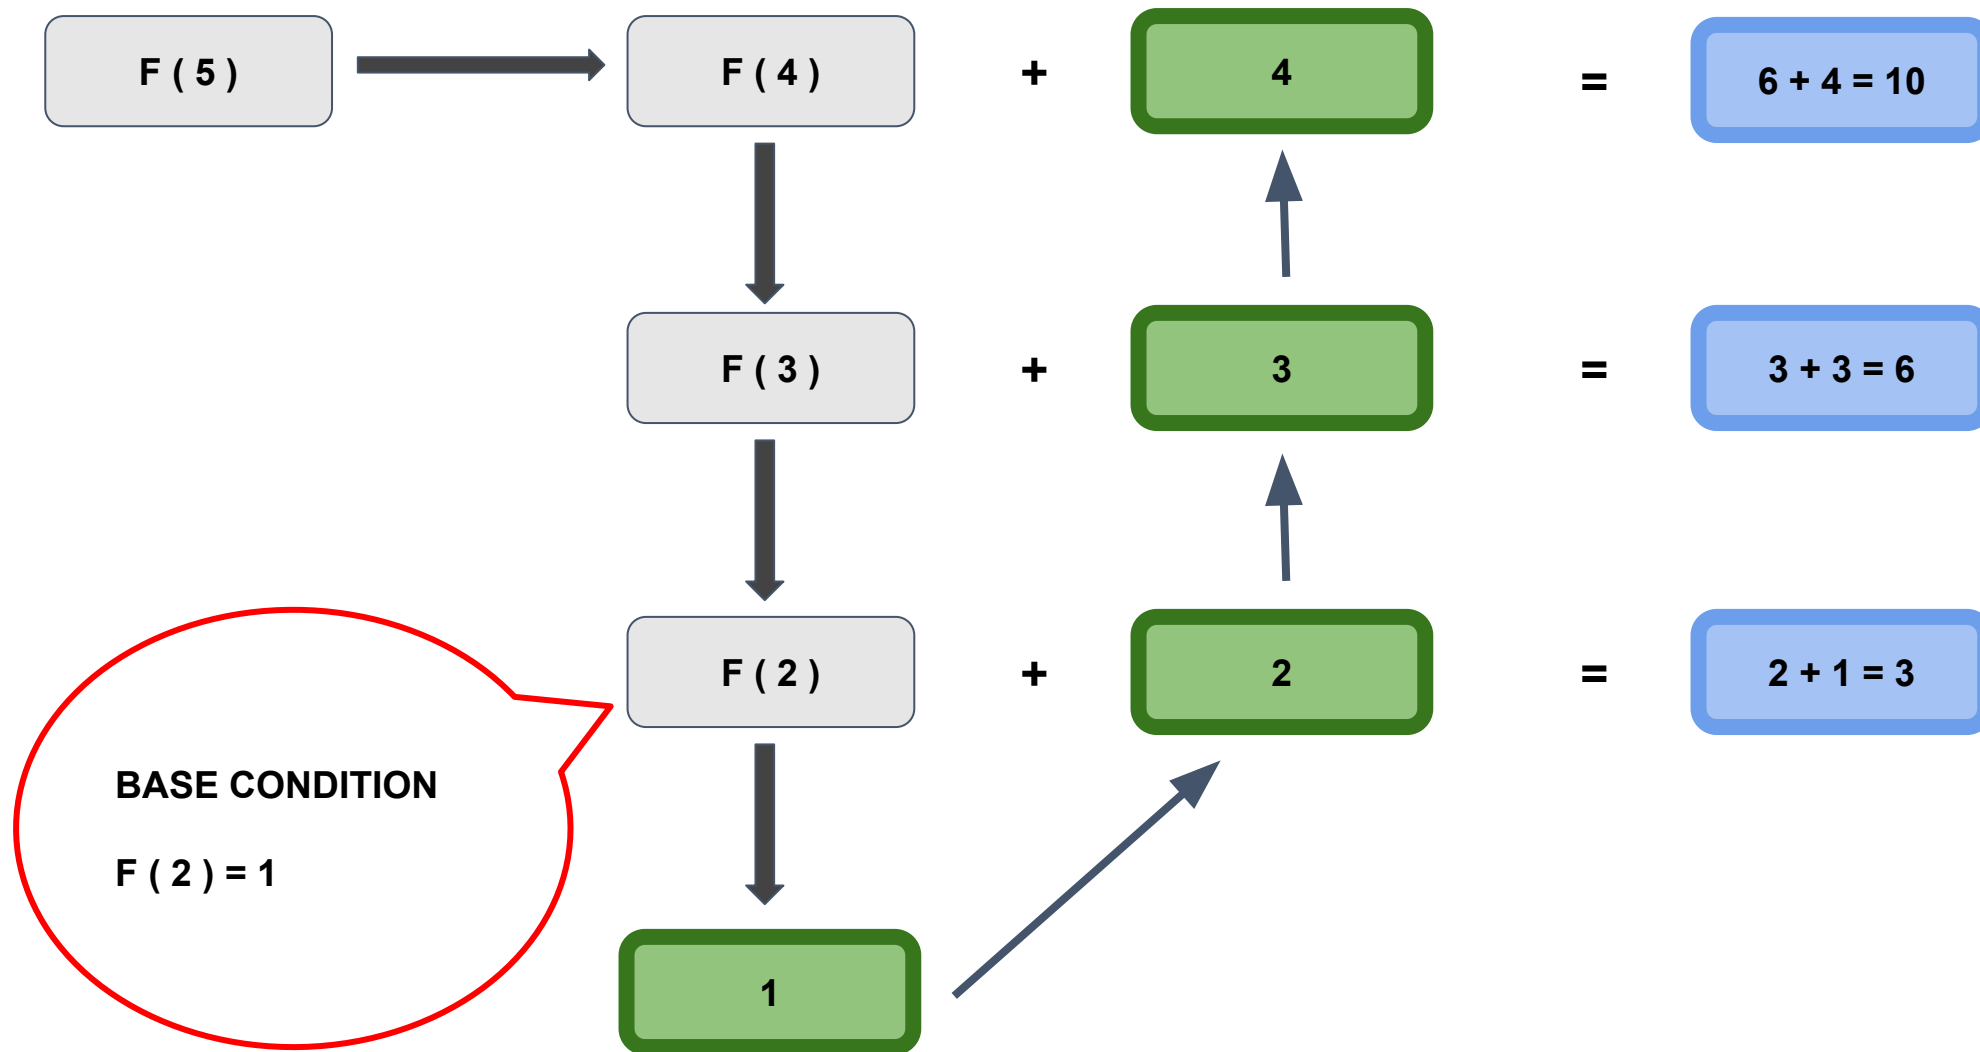 F ( 5 )
F ( 4 )
+
4
=
6 + 4 = 10
F ( 3 )
+
3
=
3 + 3 = 6
F ( 2 )
+
2
=
2 + 1 = 3
BASE CONDITION
F ( 2 ) = 1
1